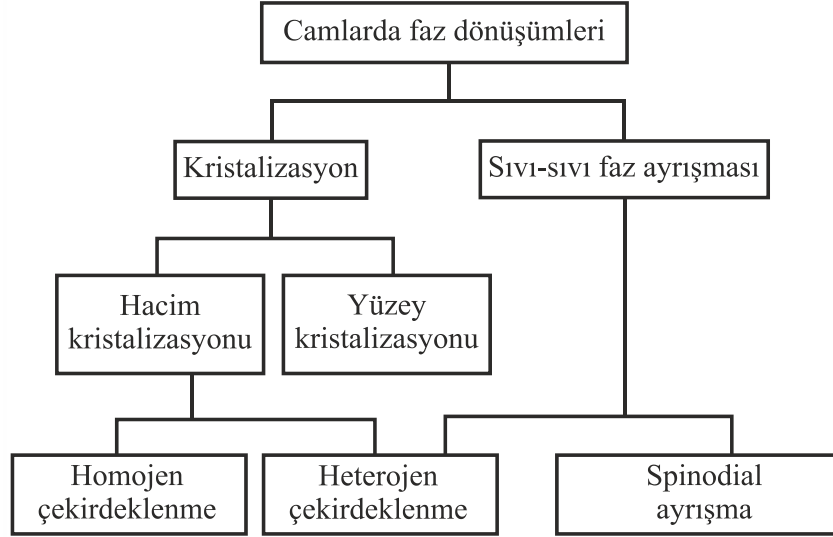 Camlarda faz dönüşümleri
Kristalizasyon
Sıvı-sıvı faz ayrışması
Hacim
kristalizasyonu
Yüzey
kristalizasyonu
Homojen
çekirdeklenme
Heterojen
çekirdeklenme
Spinodial
ayrışma